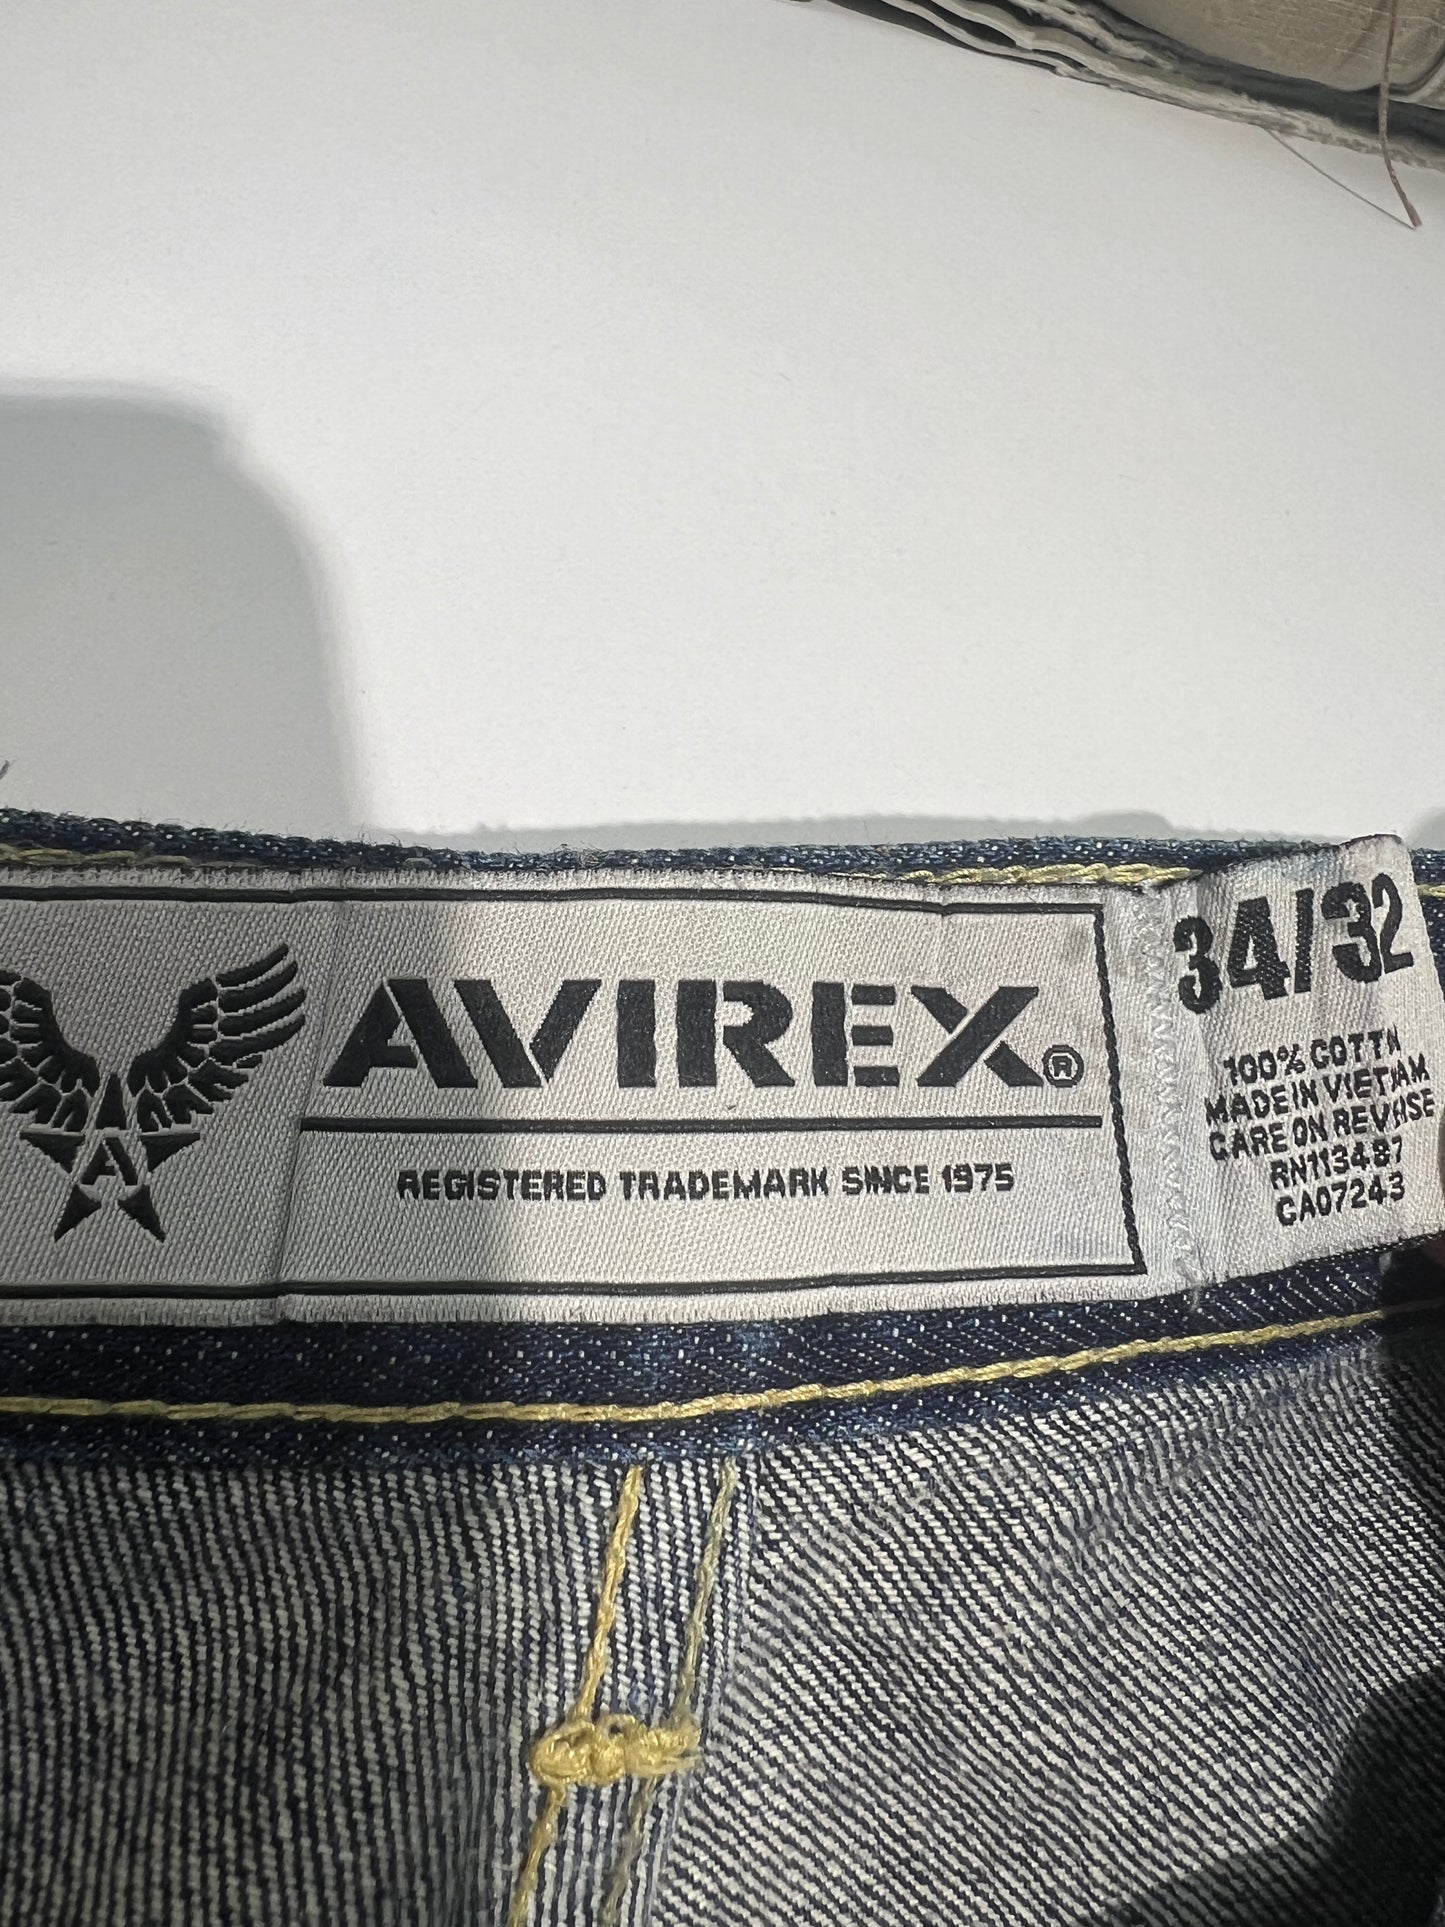 A
AVIREX®
REGISTERED TRADEMARK SINCE 1975
34/32
100% COTTN
MADE IN VIETNAM
CARE ON REVERSE
RN113487
CA07243